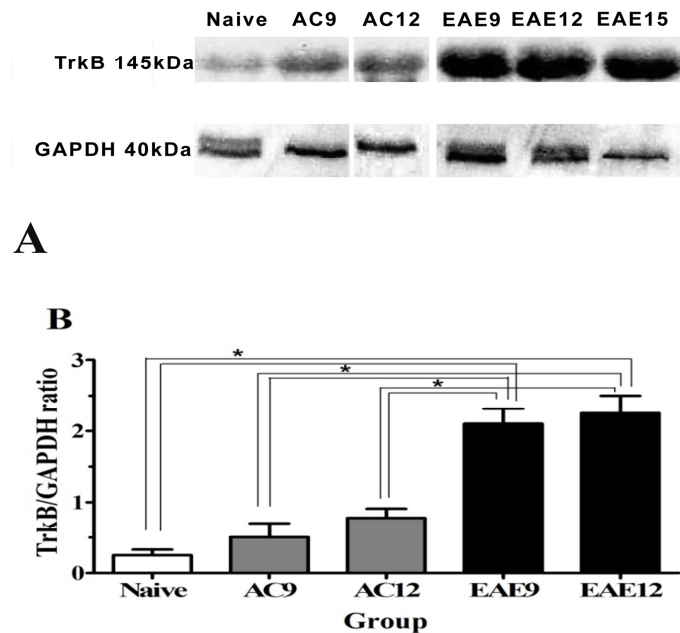 Naive AC9 AC12 EAE9 EAE12 EAE15
TrkB 145kDa
GAPDH 40kDa
A
B
*
*
*
3
2
1
0
TrkB/GAPDH ratio
Naive AC9 AC12 EAE9 EAE12
Group